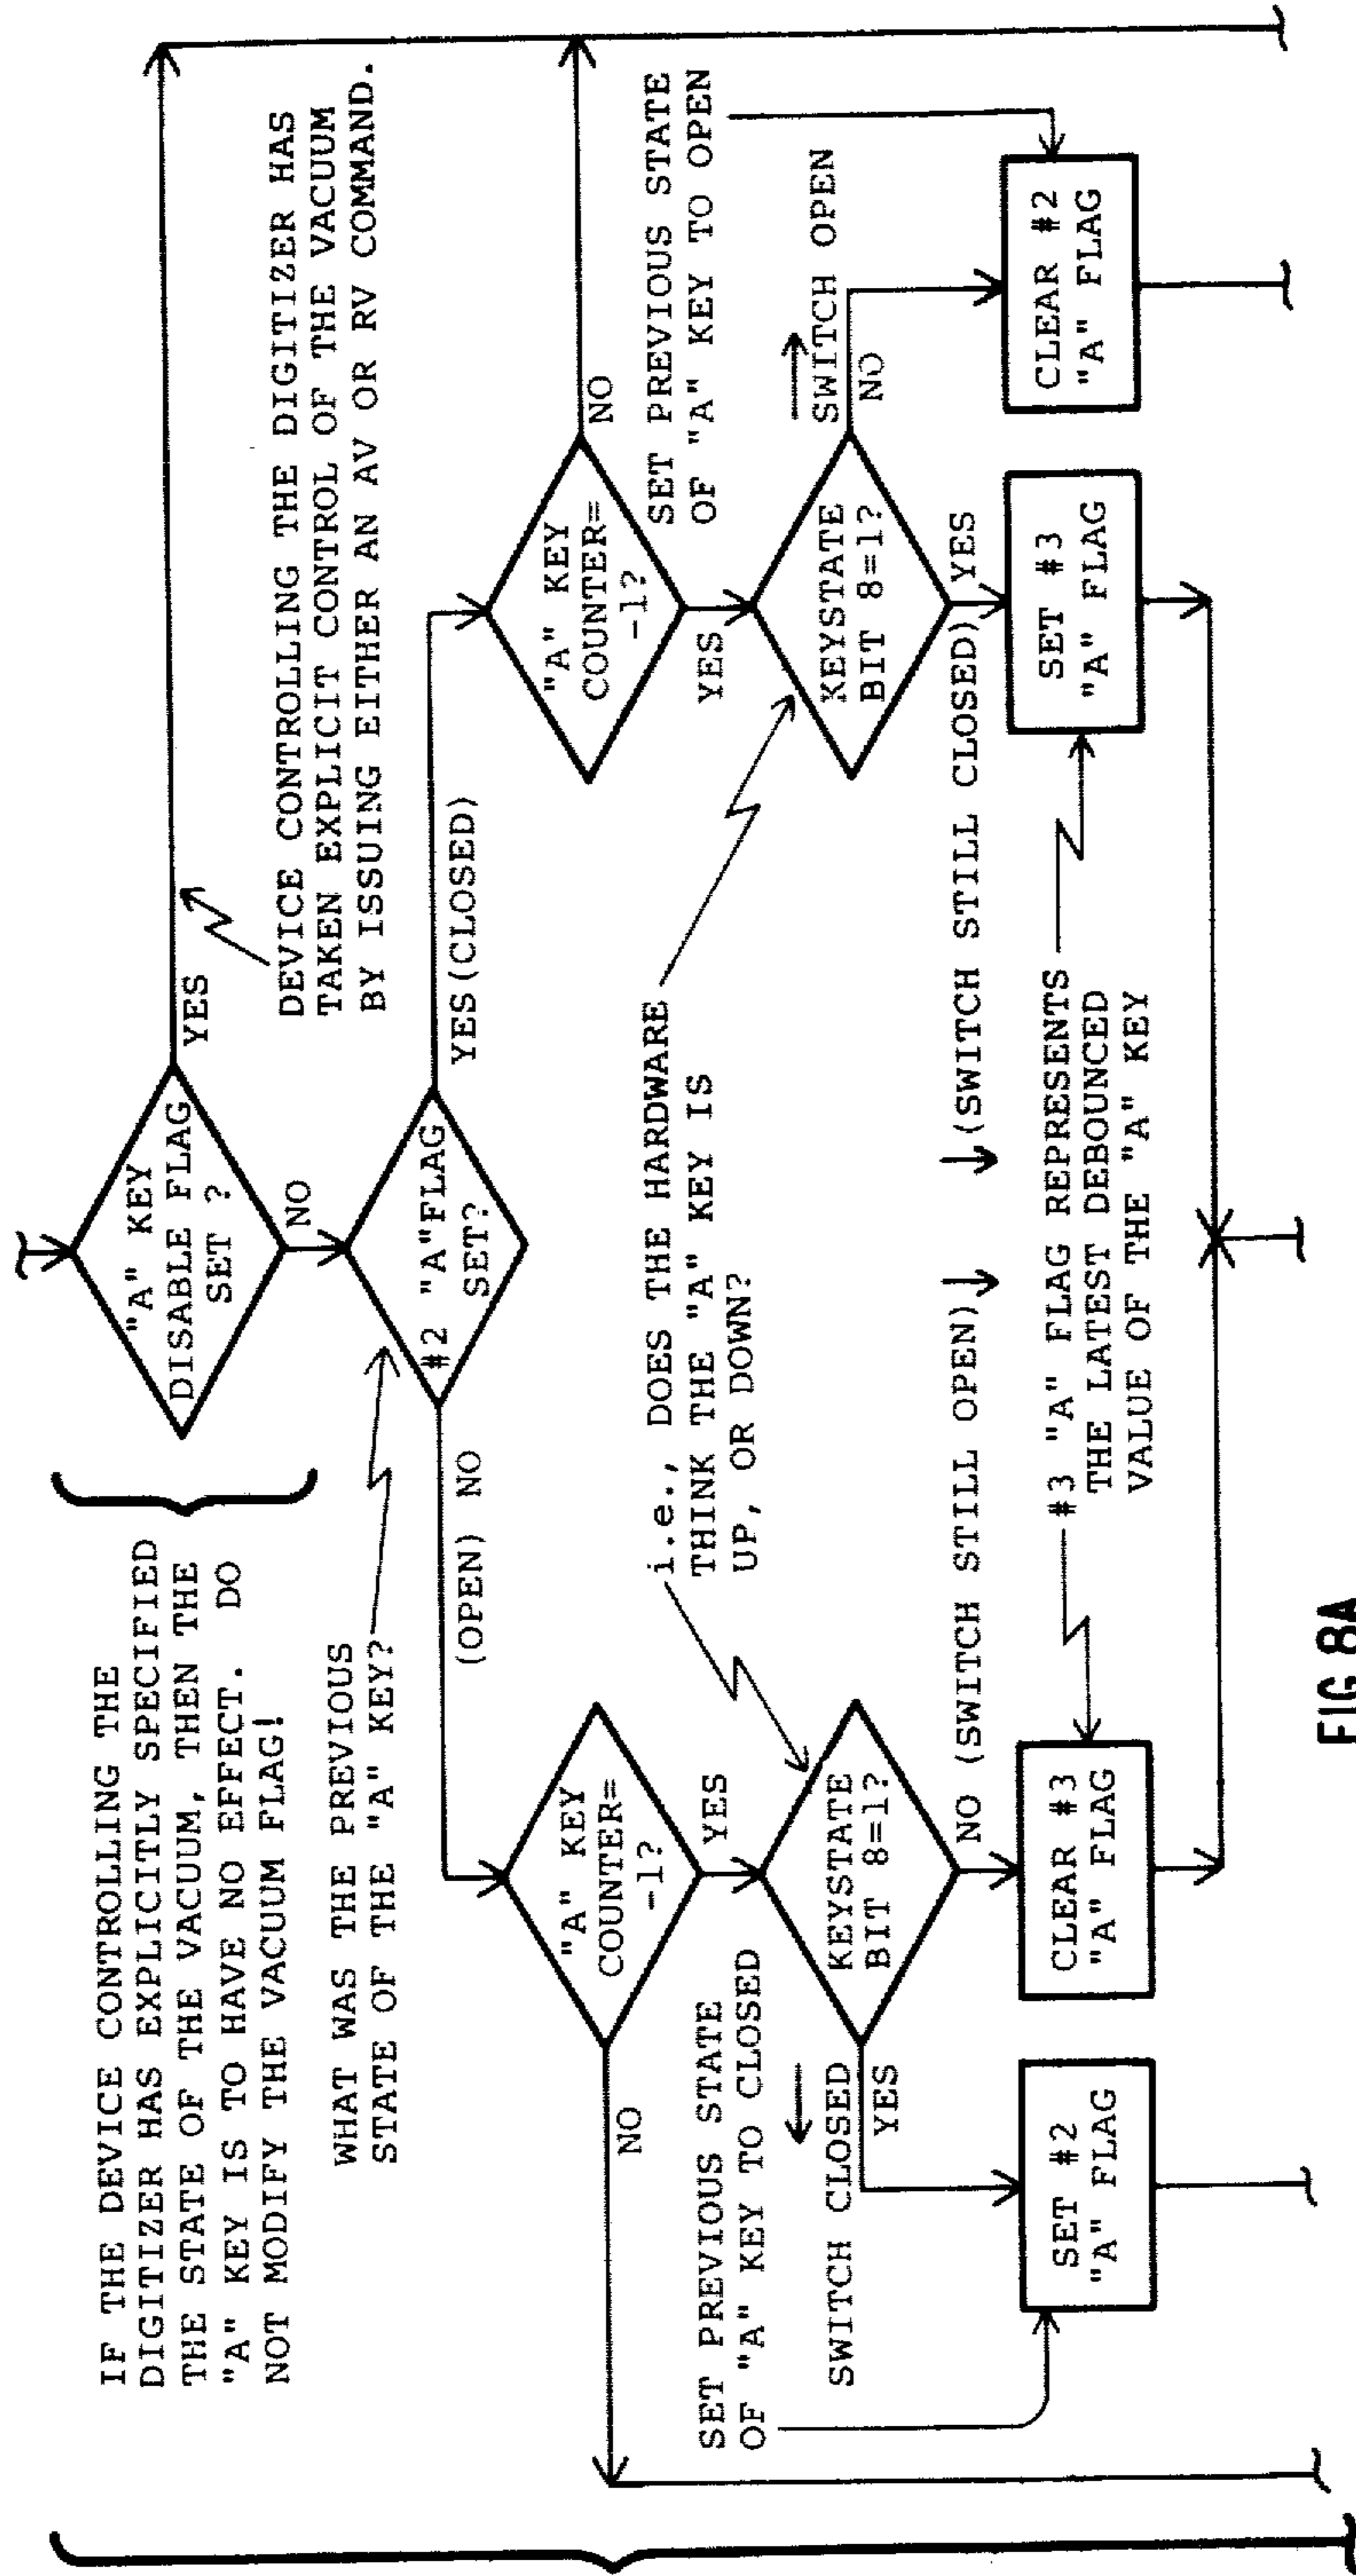 IF THE DEVICE CONTROLLING THE
DIGITIZER HAS EXPLICITLY SPECIFIED
THE STATE OF THE VACUUM, THEN THE
"A" KEY IS TO HAVE NO EFFECT. DO
NOT MODIFY THE VACUUM FLAG!
"A" KEY
DISABLE FLAG
SET ?
YES
NO
DEVICE CONTROLLING THE DIGITIZER HAS
TAKEN EXPLICIT CONTROL OF THE VACUUM
BY ISSUING EITHER AN AV OR RV COMMAND.
WHAT WAS THE PREVIOUS
STATE OF THE "A" KEY?
#2 "A"FLAG
SET?
(OPEN) NO
YES(CLOSED)
"A" KEY
COUNTER=
-1?
NO
YES
"A" KEY
COUNTER=
-1?
NO
YES
SET PREVIOUS STATE
OF "A" KEY TO CLOSED
i.e., DOES THE HARDWARE
THINK THE "A" KEY IS
UP, OR DOWN?
SET PREVIOUS STATE
OF "A" KEY TO OPEN
SWITCH CLOSED
YES
KEYSTATE
BIT 8=1?
NO (SWITCH STILL OPEN)
KEYSTATE
BIT 8=1?
(SWITCH STILL CLOSED) YES
SWITCH OPEN
NO
SET #2
"A" FLAG
CLEAR #3
"A" FLAG
#3 "A" FLAG REPRESENTS
THE LATEST DEBOUNCED
VALUE OF THE "A" KEY
SET #3
"A" FLAG
CLEAR #2
"A" FLAG
FIG 8A